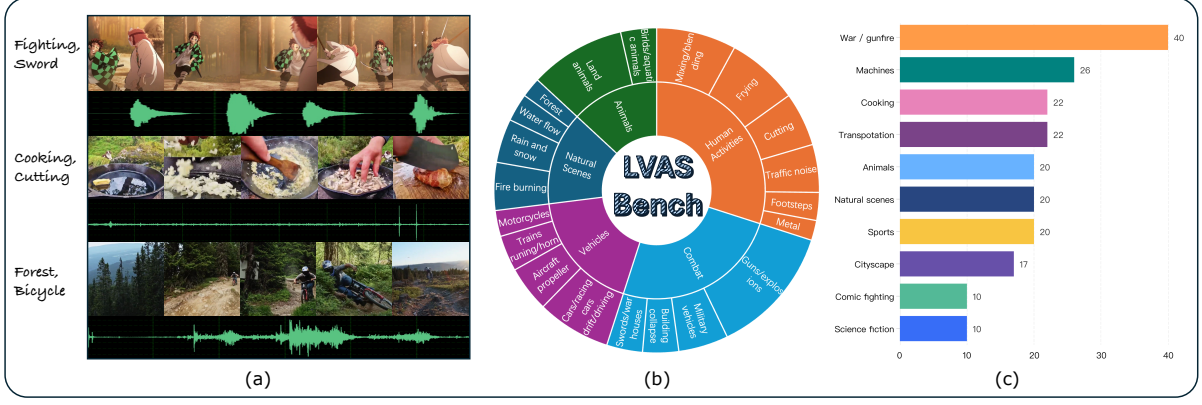 Fighting,
Sword
Cooking,
Cutting
Forest,
Bicycle
(a)
LVAS
Bench
Human
Activities
Mixing/blen
ding
Frying
Cutting
Traffic noise
Footsteps
Metal
Combat
Guns/explos
ions
Military
vehicles
Building
collapse
Swords/war
houses
Vehicles
Cars/racing
cars
drift/driving
Aircraft
propeller
Trains
runing/horn
Motorcycles
Natural
Scenes
Fire burning
Rain and
snow
Water flow
Forest
Animals
Land
animals
Birlds/aquati
c animals
(b)
War / gunfire 40
Machines 26
Cooking 22
Transpotation 22
Animals 20
Natural scenes 20
Sports 20
Cityscape 17
Comic fighting 10
Science fiction 10
0 10 20 30 40
(c)